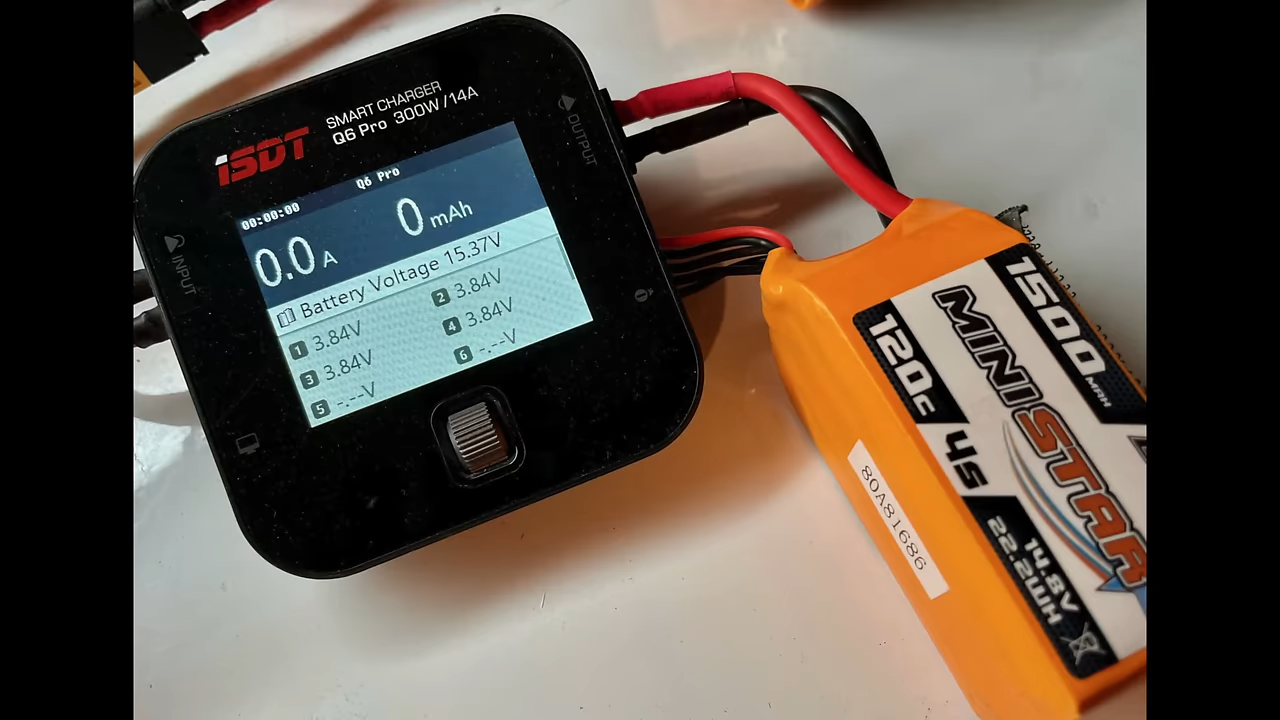 SMART CHARGER
iSDT Q6 Pro 300W/14A
OUTPUT
INPUT
Q6 Pro
00:00:00
0.0A 0mAh
Battery Voltage 15.37V
1 3.84V 2 3.84V
3 3.84V 4 3.84V
5 -.--V 6 -.--V
1500MAH
MINI STAR
120C
4S
14.8V
22.2WH
80A81686